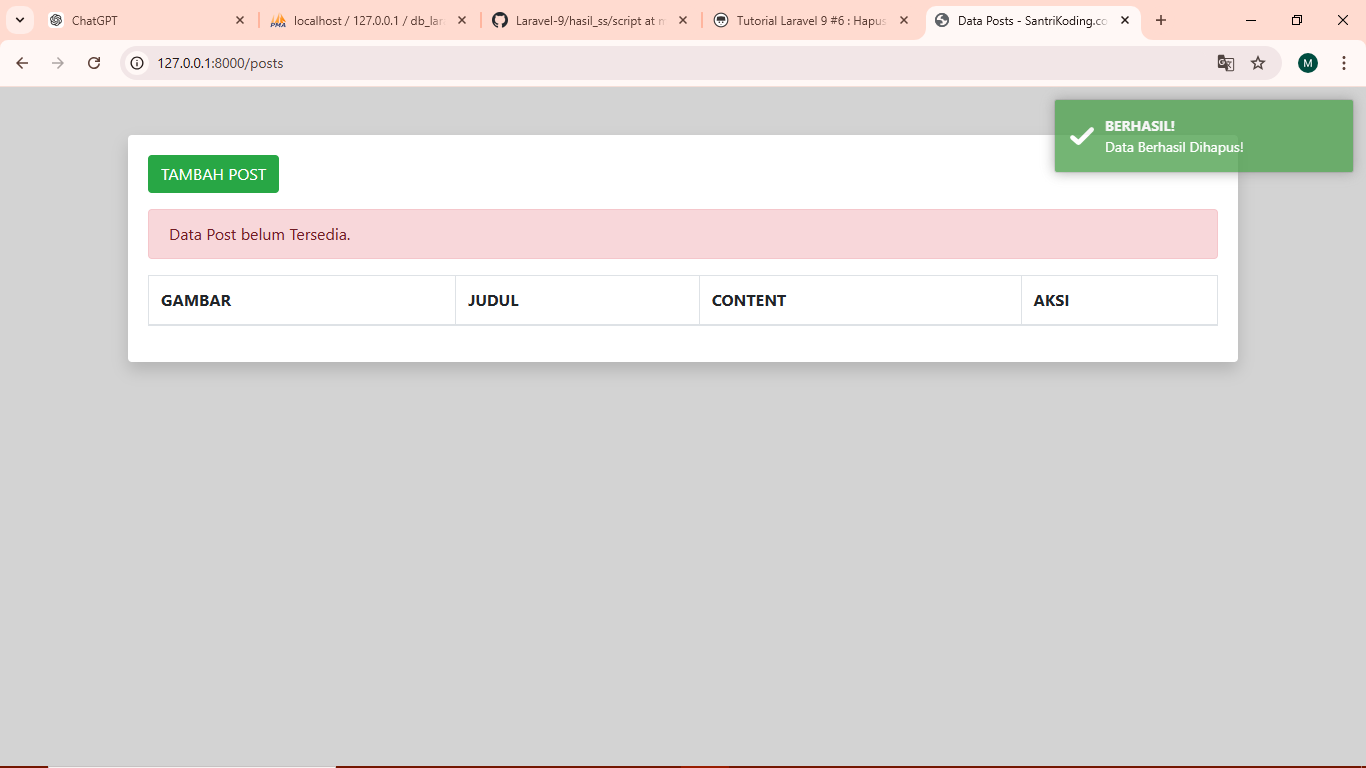 ChatGPT
localhost / 127.0.0.1 / db_lar
Laravel-9/hasil_ss/script at m
Tutorial Laravel 9 #6 : Hapus
Data Posts - SantriKoding.co
127.0.0.1:8000/posts
M
BERHASIL!
Data Berhasil Dihapus!
TAMBAH POST
Data Post belum Tersedia.
GAMBAR JUDUL CONTENT AKSI